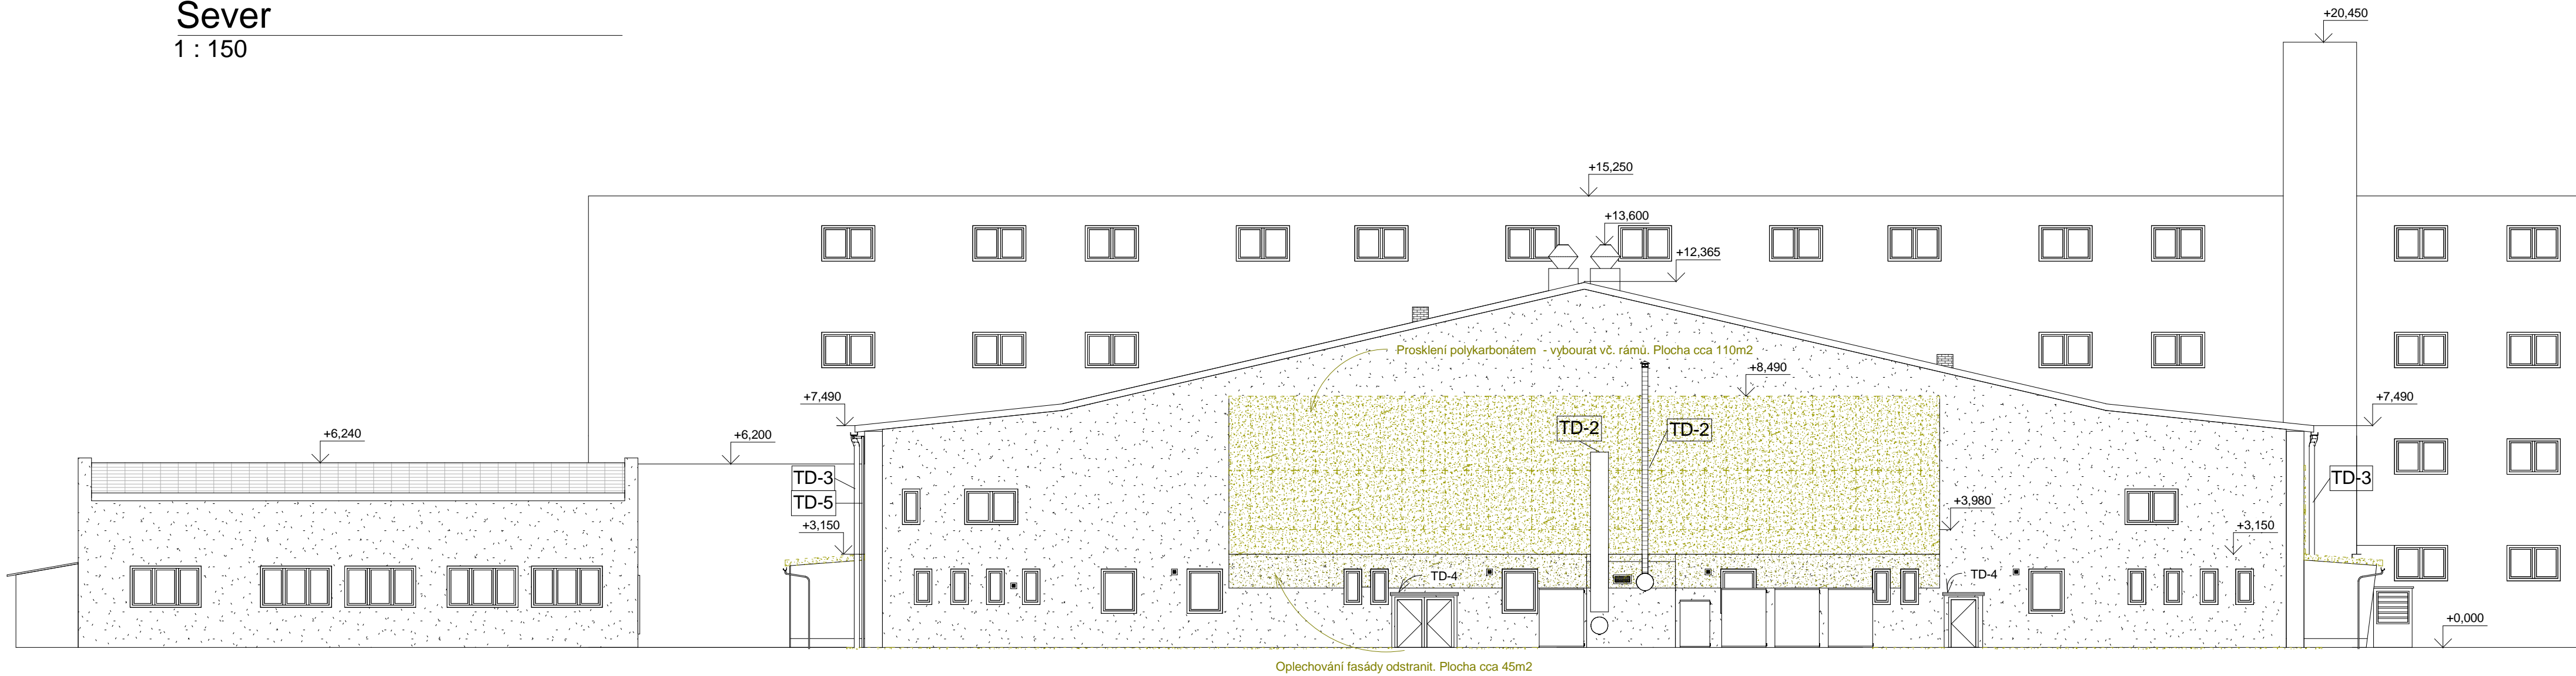 Sever
1 : 150
+20,450
+15,250
+13,600
+12,365
Prosklení polykarbonátem - vybourat vč. rámů. Plocha cca 110m2
+8,490
+7,490
+7,490
TD-2
TD-2
+6,240
+6,200
TD-3
TD-5
TD-3
+3,980
+3,150
+3,150
TD-4
TD-4
+0,000
Oplechování fasády odstranit. Plocha cca 45m2